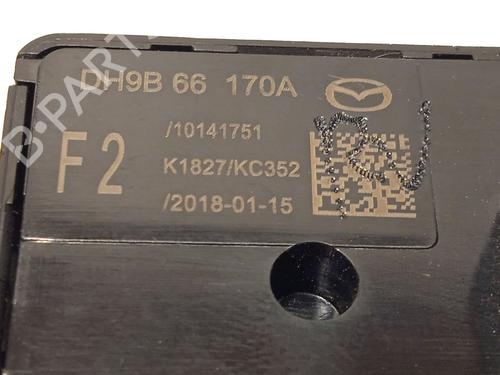 DH9B 66 170A
/10141751
F2
K1827/KC352
/2018-01-15
B-PARTS